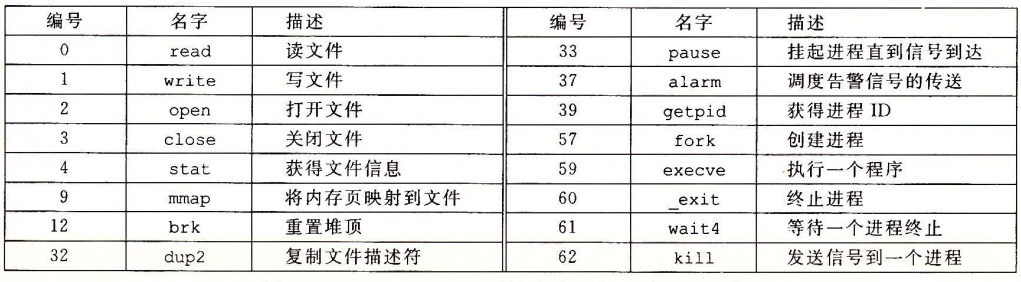 编号 名字 描述 编号 名字 描述
0 read 读文件 33 pause 挂起进程直到信号到达
1 write 写文件 37 alarm 调度告警信号的传送
2 open 打开文件 39 getpid 获得进程 ID
3 close 关闭文件 57 fork 创建进程
4 stat 获得文件信息 59 execve 执行一个程序
9 mmap 将内存页映射到文件 60 _exit 终止进程
12 brk 重置堆顶 61 wait4 等待一个进程终止
32 dup2 复制文件描述符 62 kill 发送信号到一个进程